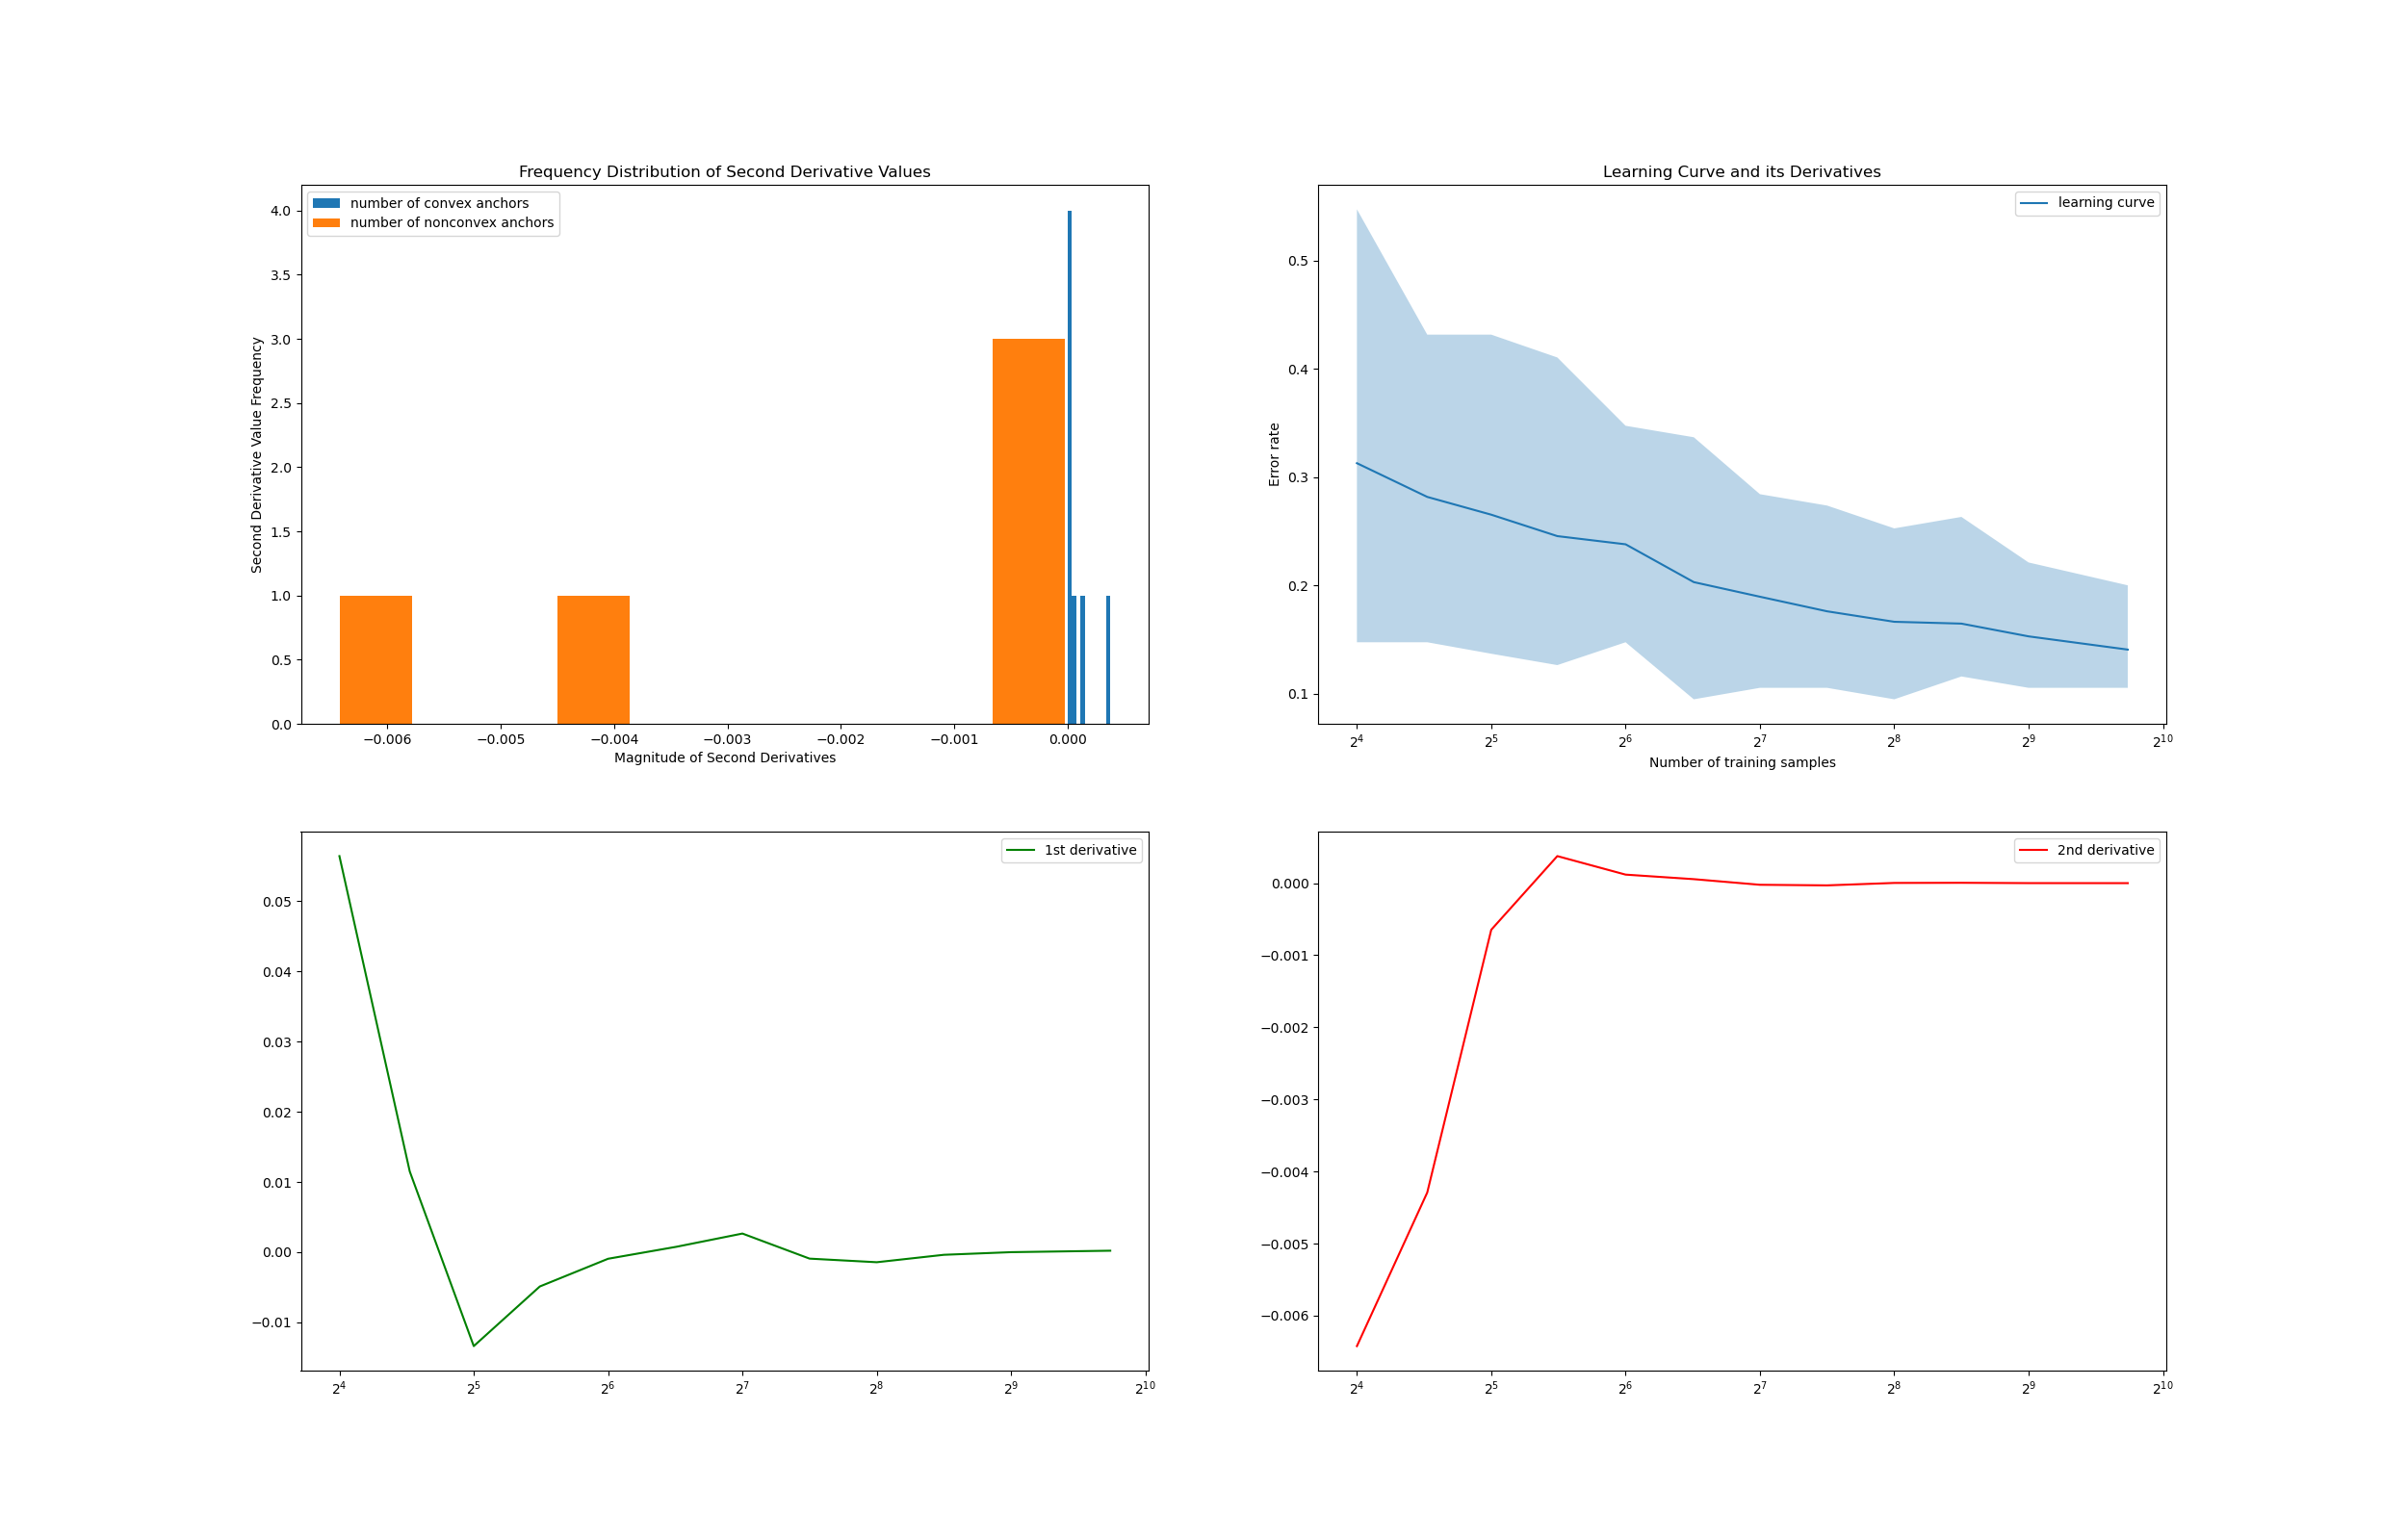 Frequency Distribution of Second Derivative Values
number of convex anchors
number of nonconvex anchors
4.0
3.5
3.0
2.5
2.0
1.5
1.0
0.5
0.0
Second Derivative Value Frequency
−0.006 −0.005 −0.004 −0.003 −0.002 −0.001 0.000
Magnitude of Second Derivatives
Learning Curve and its Derivatives
learning curve
0.5
0.4
0.3
0.2
0.1
Error rate
2^4 2^5 2^6 2^7 2^8 2^9 2^10
Number of training samples
1st derivative
0.05
0.04
0.03
0.02
0.01
0.00
−0.01
2^4 2^5 2^6 2^7 2^8 2^9 2^10
2nd derivative
0.000
−0.001
−0.002
−0.003
−0.004
−0.005
−0.006
2^4 2^5 2^6 2^7 2^8 2^9 2^10